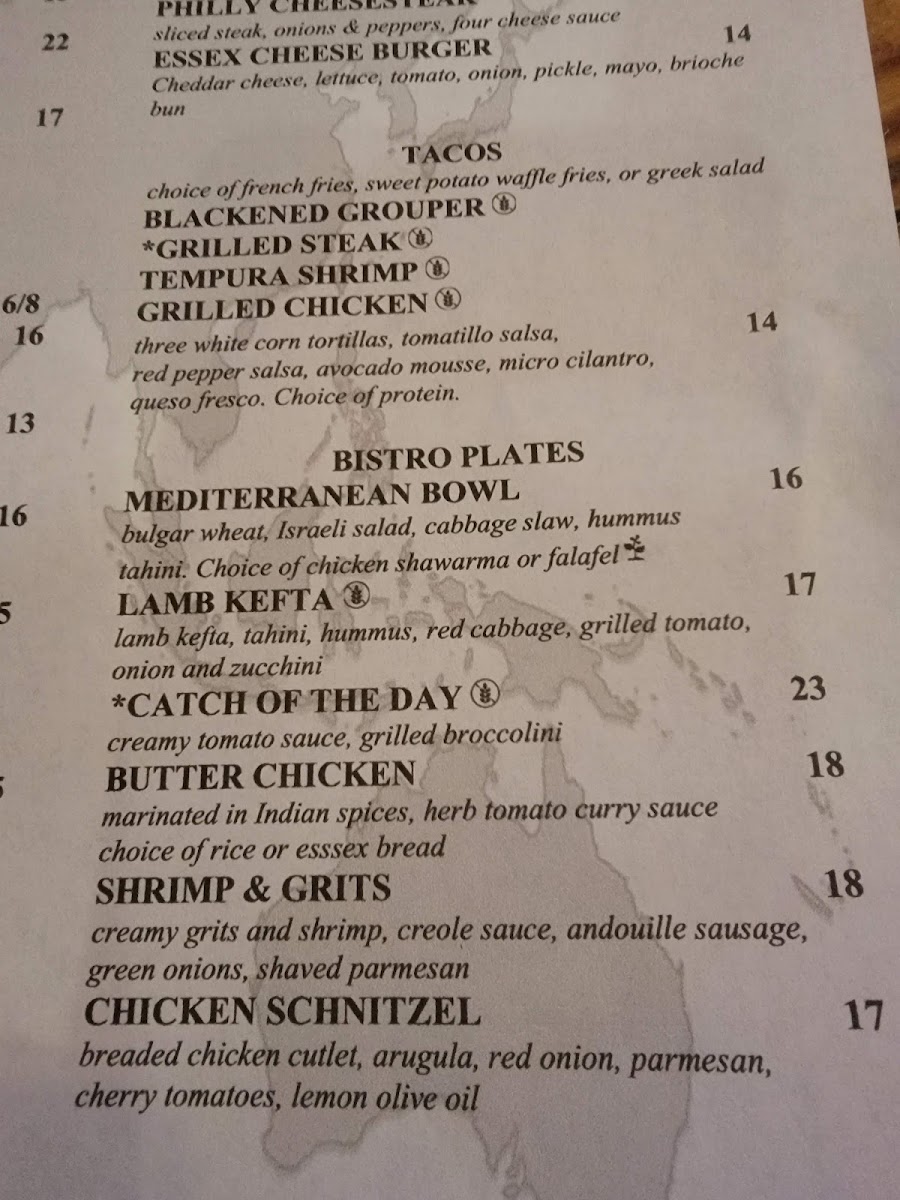 PHILLY CHEESESTEAK
sliced steak, onions & peppers, four cheese sauce
22
ESSEX CHEESE BURGER 14
Cheddar cheese, lettuce, tomato, onion, pickle, mayo, brioche
bun
17
TACOS
choice of french fries, sweet potato waffle fries, or greek salad
BLACKENED GROUPER
*GRILLED STEAK
TEMPURA SHRIMP
6/8
GRILLED CHICKEN
16
three white corn tortillas, tomatillo salsa, 14
red pepper salsa, avocado mousse, micro cilantro,
queso fresco. Choice of protein.
13
BISTRO PLATES
MEDITERRANEAN BOWL 16
16
bulgar wheat, Israeli salad, cabbage slaw, hummus
tahini. Choice of chicken shawarma or falafel
LAMB KEFTA 17
5
lamb kefta, tahini, hummus, red cabbage, grilled tomato,
onion and zucchini
*CATCH OF THE DAY 23
creamy tomato sauce, grilled broccolini
BUTTER CHICKEN 18
marinated in Indian spices, herb tomato curry sauce
choice of rice or esssex bread
SHRIMP & GRITS 18
creamy grits and shrimp, creole sauce, andouille sausage,
green onions, shaved parmesan
CHICKEN SCHNITZEL 17
breaded chicken cutlet, arugula, red onion, parmesan,
cherry tomatoes, lemon olive oil